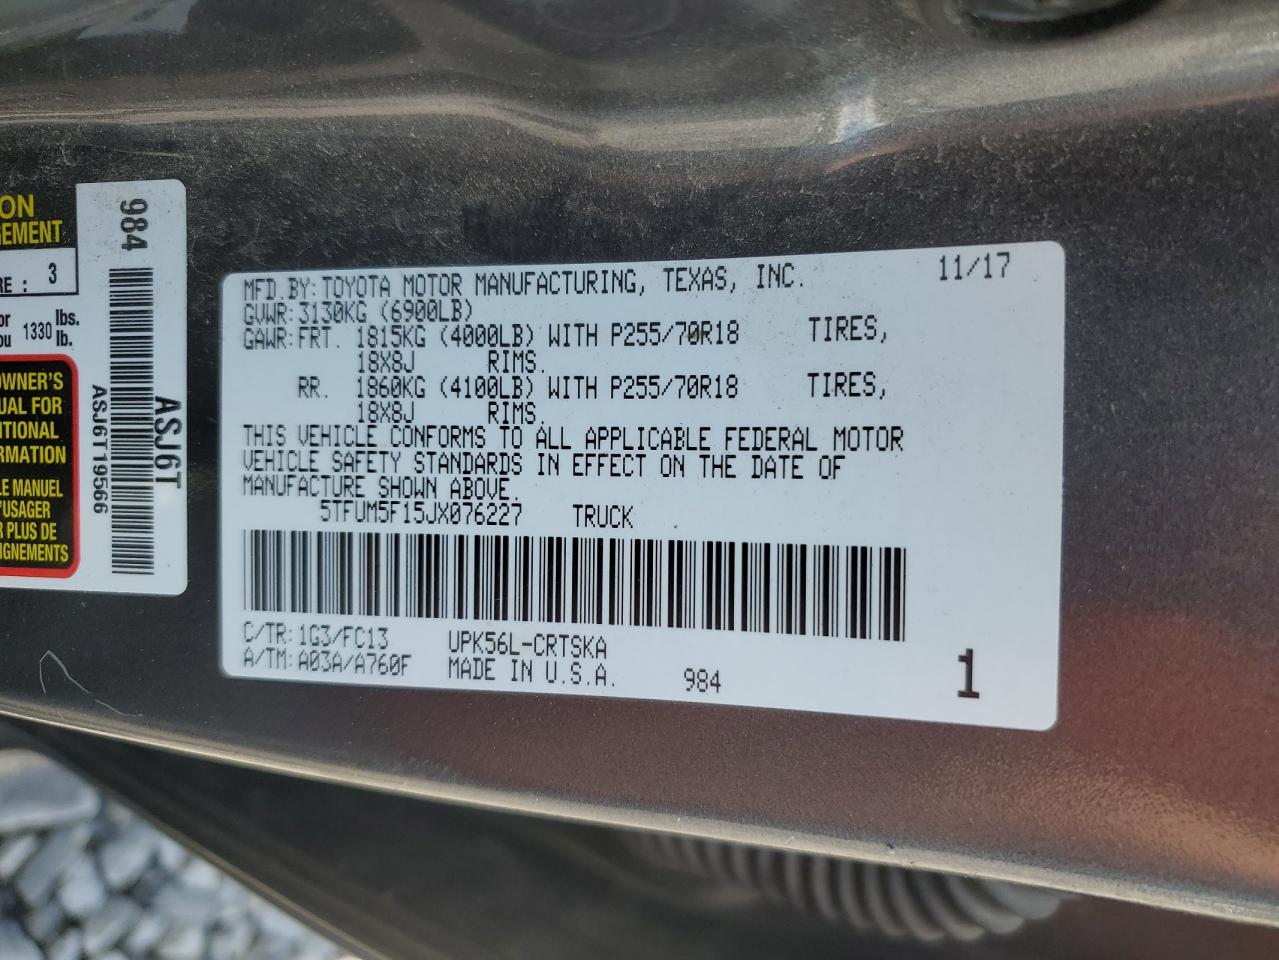 ON
GEMENT
RE : 3
or
ou 1330 lbs.
lb.
OWNER'S
UAL FOR
ITIONAL
RMATION
LE MANUEL
'USAGER
R PLUS DE
IGNEMENTS
984
ASJ6T
ASJ6T19566
MFD.BY:TOYOTA MOTOR MANUFACTURING, TEXAS, INC. 11/17
GVWR:3130KG (6900LB)
GAWR:FRT. 1815KG (4000LB) WITH P255/70R18 TIRES,
18X8J RIMS.
RR. 1860KG (4100LB) WITH P255/70R18 TIRES,
18X8J RIMS.
THIS VEHICLE CONFORMS TO ALL APPLICABLE FEDERAL MOTOR
VEHICLE SAFETY STANDARDS IN EFFECT ON THE DATE OF
MANUFACTURE SHOWN ABOVE.
5TFUM5F15JX076227 TRUCK
C/TR:1G3/FC13 UPK56L-CRTSKA
A/TM:A03A/A760F MADE IN U.S.A. 984 1